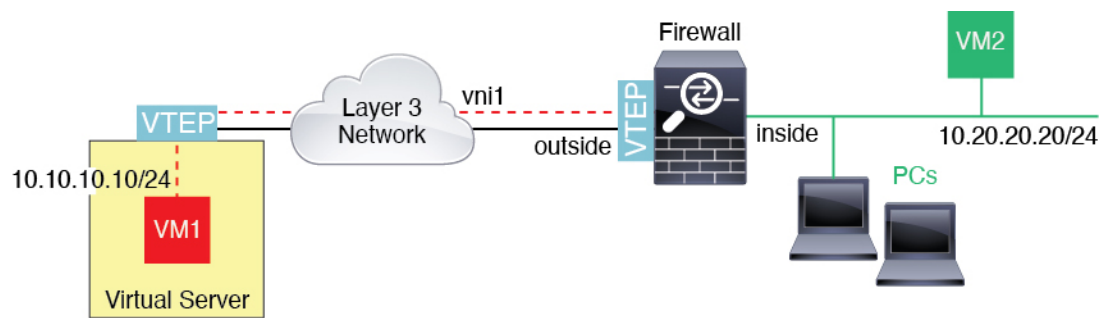 Firewall
VM2
Layer 3
Network
vni1
VTEP
VTEP
outside
inside
10.20.20.20/24
10.10.10.10/24
PCs
VM1
Virtual Server